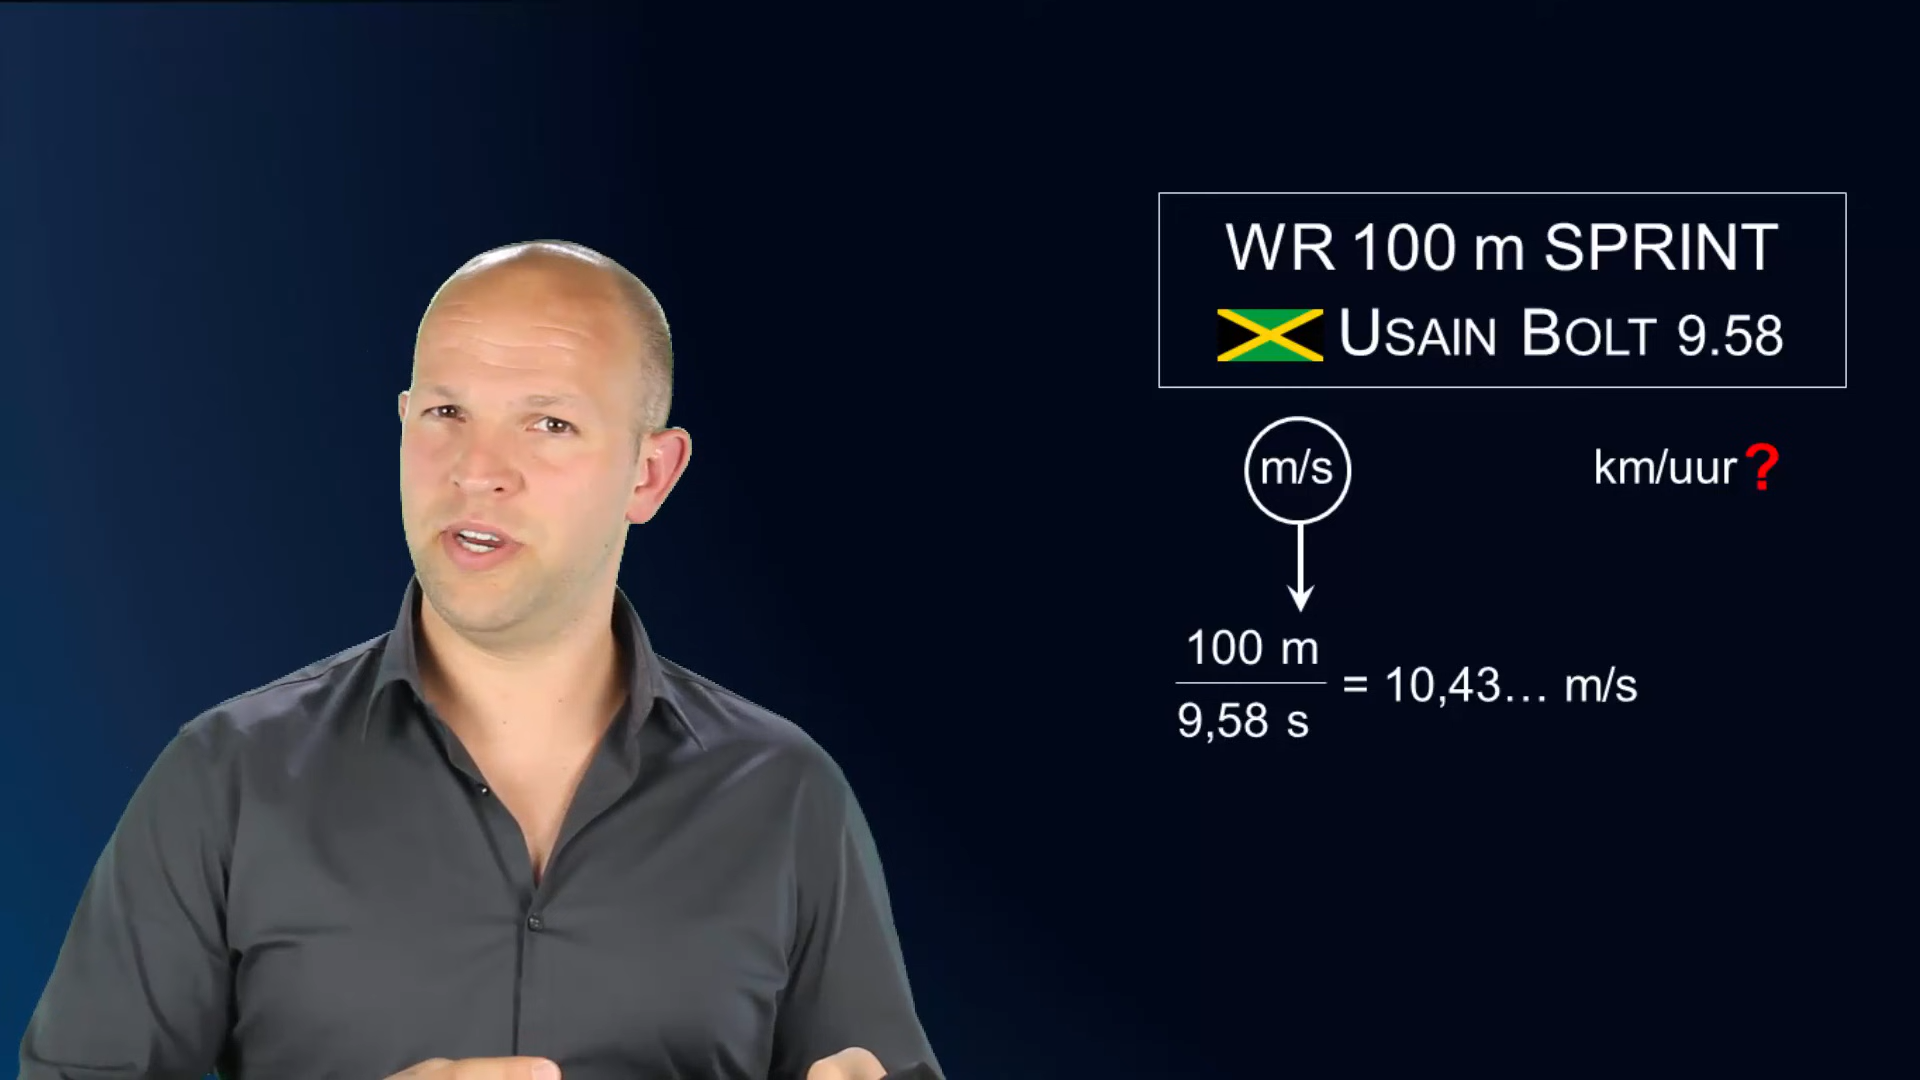 WR 100 m SPRINT
USAIN BOLT 9.58
m/s
km/uur?
100 m
9,58 s
= 10,43... m/s